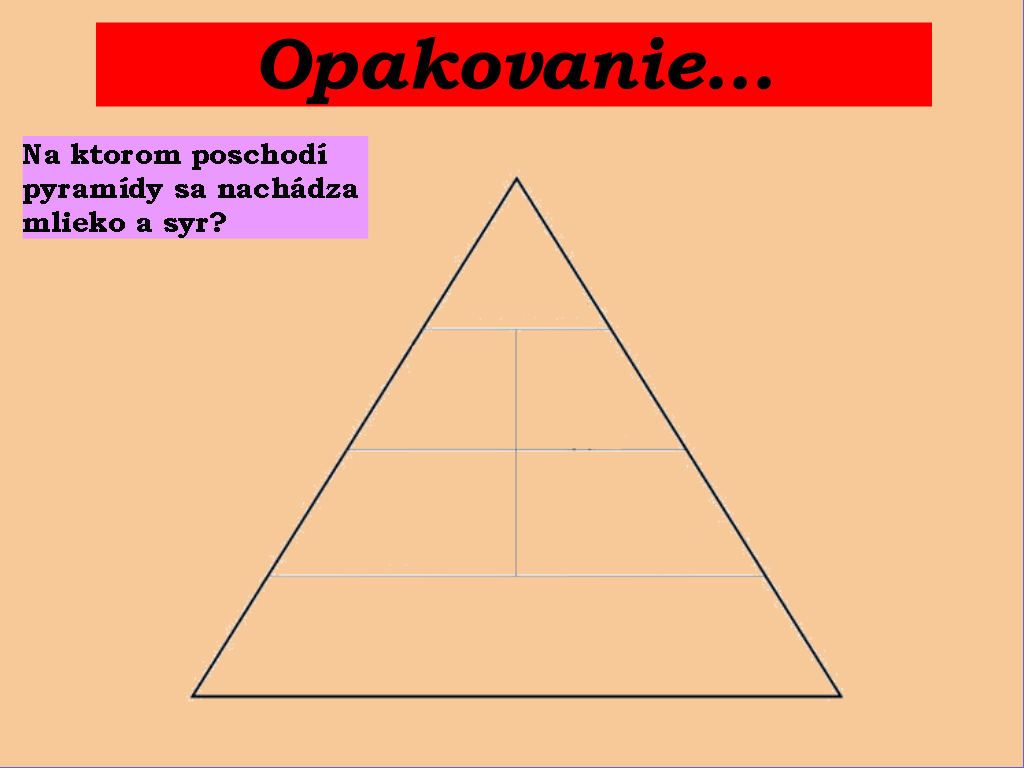 Opakovanie...
Na ktorom poschodí
pyramídy sa nachádza
mlieko a syr?